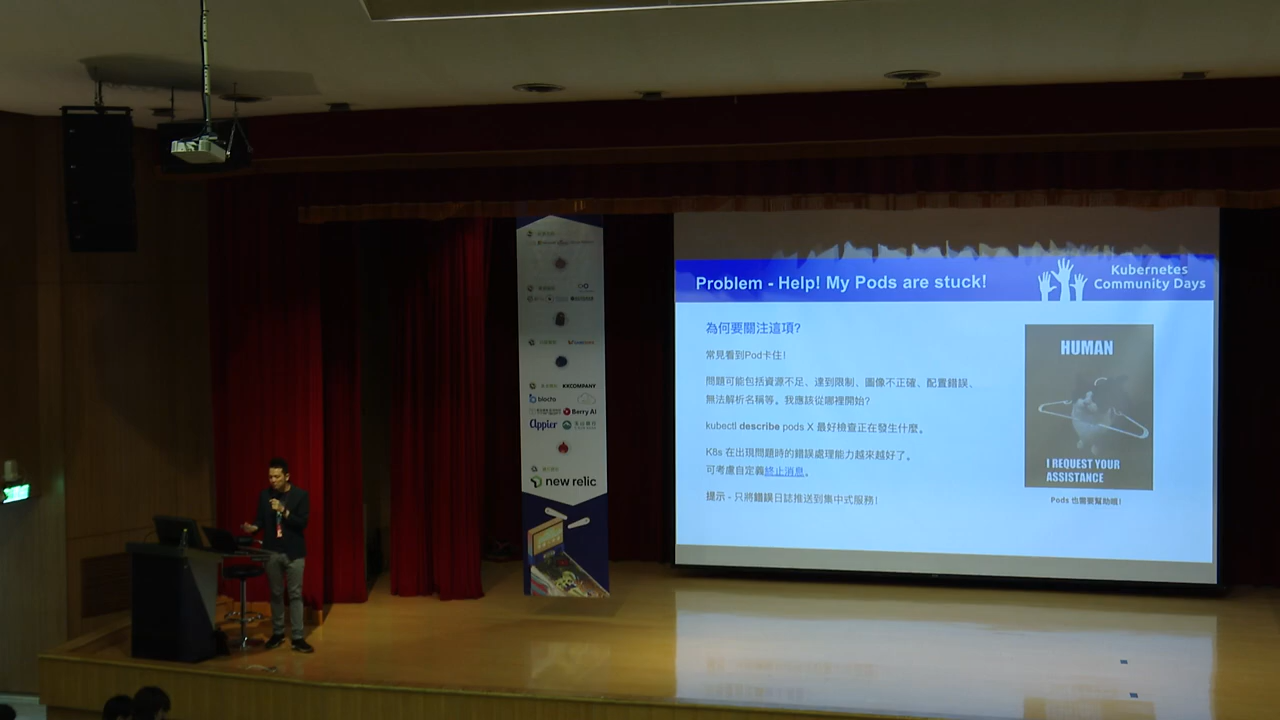 Problem - Help! My Pods are stuck!
Kubernetes
Community Days
為何要關注這項?
常見看到Pod卡住!
問題可能包括資源不足、達到限制、圖像不正確、配置錯誤、
無法解析名稱等。我應該從哪裡開始?
kubectl describe pods X 最好檢查正在發生什麼。
K8s 在出現問題時的錯誤處理能力越來越好了。
可考慮自定義終止消息。
提示 - 只將錯誤日誌推送到集中式服務!
HUMAN
I REQUEST YOUR
ASSISTANCE
Pods 也需要幫助喔!
KKCOMPANY
biocto
Berry AI
Appier
new relic